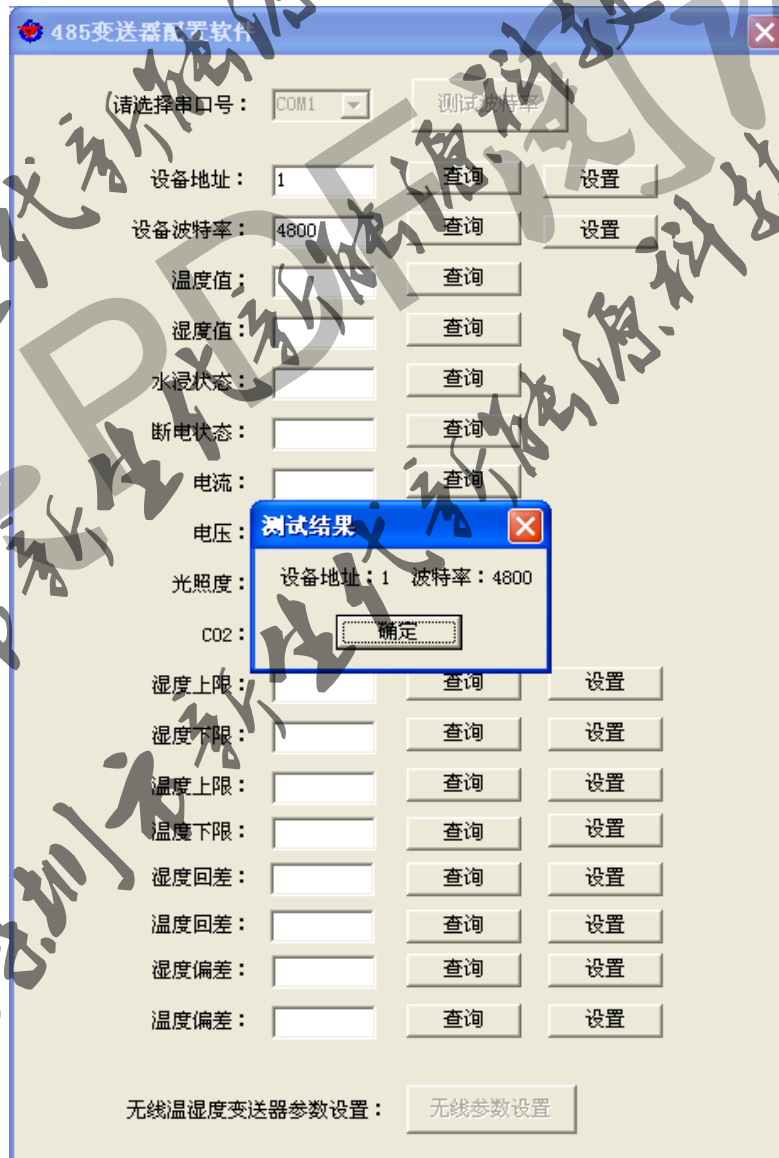 485变送器配置软件
请选择串口号： COM1 测试波特率
设备地址： 1 查询 设置
设备波特率： 4800 查询 设置
温度值： 查询
湿度值： 查询
水浸状态： 查询
断电状态： 查询
电流： 查询
电压：
光照度：
CO2：
测试结果
设备地址：1 波特率：4800
确定
湿度上限： 查询 设置
湿度下限： 查询 设置
温度上限： 查询 设置
温度下限： 查询 设置
湿度回差： 查询 设置
温度回差： 查询 设置
湿度偏差： 查询 设置
温度偏差： 查询 设置
无线温湿度变送器参数设置： 无线参数设置